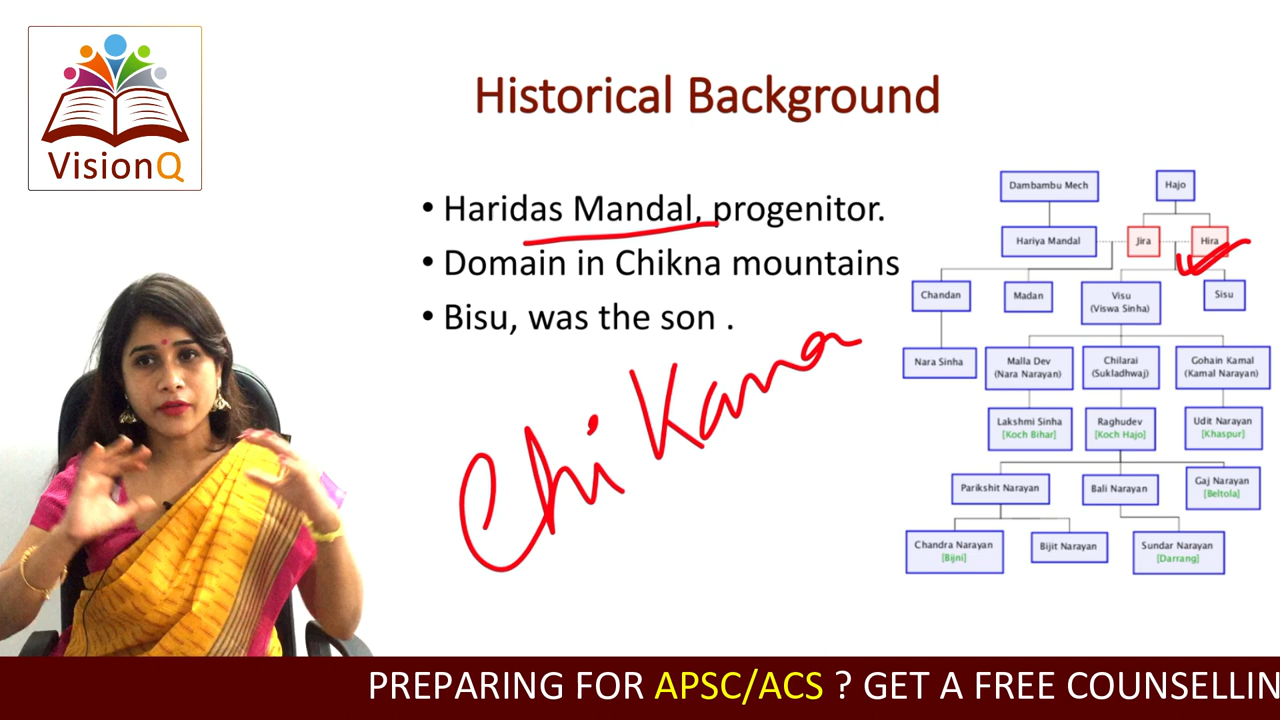 VisionQ
Historical Background
• Haridas Mandal, progenitor.
• Domain in Chikna mountains
• Bisu, was the son .
Chi Kana
Dambambu Mech
Hajo
Hariya Mandal
Jira
Hira
Chandan
Madan
Visu
(Viswa Sinha)
Sisu
Nara Sinha
Malla Dev
(Nara Narayan)
Chilarai
(Sukladhwaj)
Gohain Kamal
(Kamal Narayan)
Lakshmi Sinha
[Koch Bihar]
Raghudev
[Koch Hajo]
Udit Narayan
[Khaspur]
Parikshit Narayan
Bali Narayan
Gaj Narayan
[Beltola]
Chandra Narayan
[Bijni]
Bijit Narayan
Sundar Narayan
[Darrang]
PREPARING FOR APSC/ACS ? GET A FREE COUNSELLIN